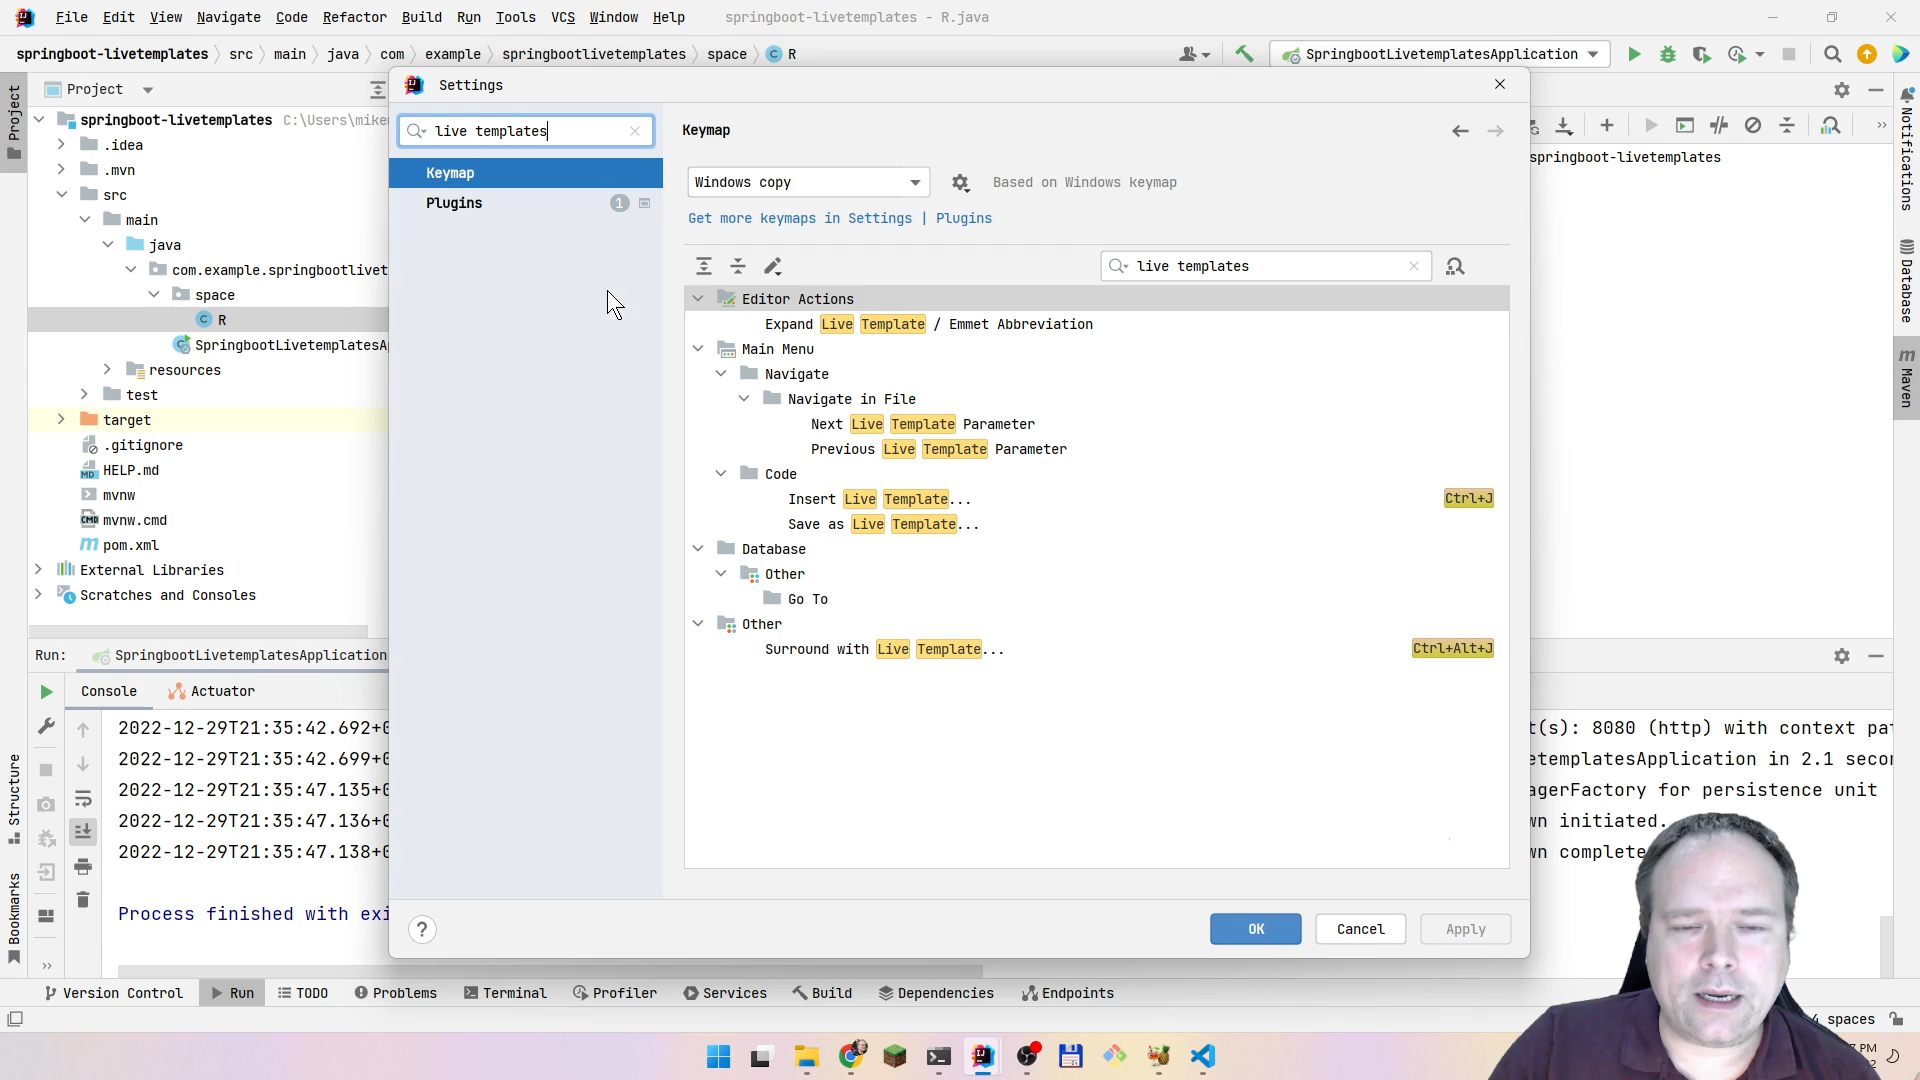 File Edit View Navigate Code Refactor Build Run Tools VCS Window Help springboot-livetemplates - R.java
springboot-livetemplates src main java com example springbootlivetemplates space R SpringbootLivetemplatesApplication
Project
Project
springboot-livetemplates C:\Users\mike
.idea
.mvn
src
main
java
com.example.springbootlivet
space
R
SpringbootLivetemplatesA
resources
test
target
.gitignore
HELP.md
mvnw
mvnw.cmd
pom.xml
External Libraries
Scratches and Consoles
Settings
live templates
Keymap
Plugins 1
Keymap
Windows copy Based on Windows keymap
Get more keymaps in Settings | Plugins
live templates
Editor Actions
Expand Live Template / Emmet Abbreviation
Main Menu
Navigate
Navigate in File
Next Live Template Parameter
Previous Live Template Parameter
Code
Insert Live Template... Ctrl+J
Save as Live Template...
Database
Other
Go To
Other
Surround with Live Template... Ctrl+Alt+J
? OK Cancel Apply
springboot-livetemplates
Notifications
Database
Maven
Run: SpringbootLivetemplatesApplication
Console Actuator
2022-12-29T21:35:42.692+0 t(s): 8080 (http) with context pat
2022-12-29T21:35:42.699+0 etemplatesApplication in 2.1 secon
2022-12-29T21:35:47.135+0 agerFactory for persistence unit
2022-12-29T21:35:47.136+0 wn initiated.
2022-12-29T21:35:47.138+0 wn complete
Process finished with exi
Structure
Bookmarks
Version Control Run TODO Problems Terminal Profiler Services Build Dependencies Endpoints
4 spaces
PM